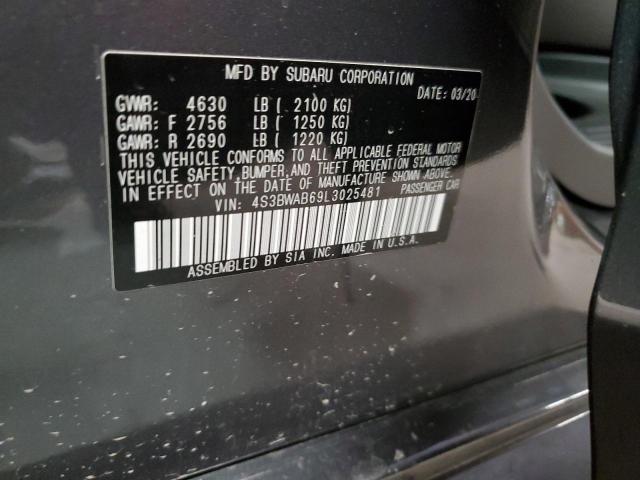 MFD BY SUBARU CORPORATION
DATE: 03/20
GVWR: 4630 LB ( 2100 KG)
GAWR: F 2756 LB ( 1250 KG)
GAWR: R 2690 LB ( 1220 KG)
THIS VEHICLE CONFORMS TO ALL APPLICABLE FEDERAL MOTOR
VEHICLE SAFETY, BUMPER, AND THEFT PREVENTION STANDARDS
IN EFFECT ON THE DATE OF MANUFACTURE SHOWN ABOVE.
VIN: 4S3BWAB69L3025481 PASSENGER CAR
ASSEMBLED BY SIA INC. MADE IN U.S.A.